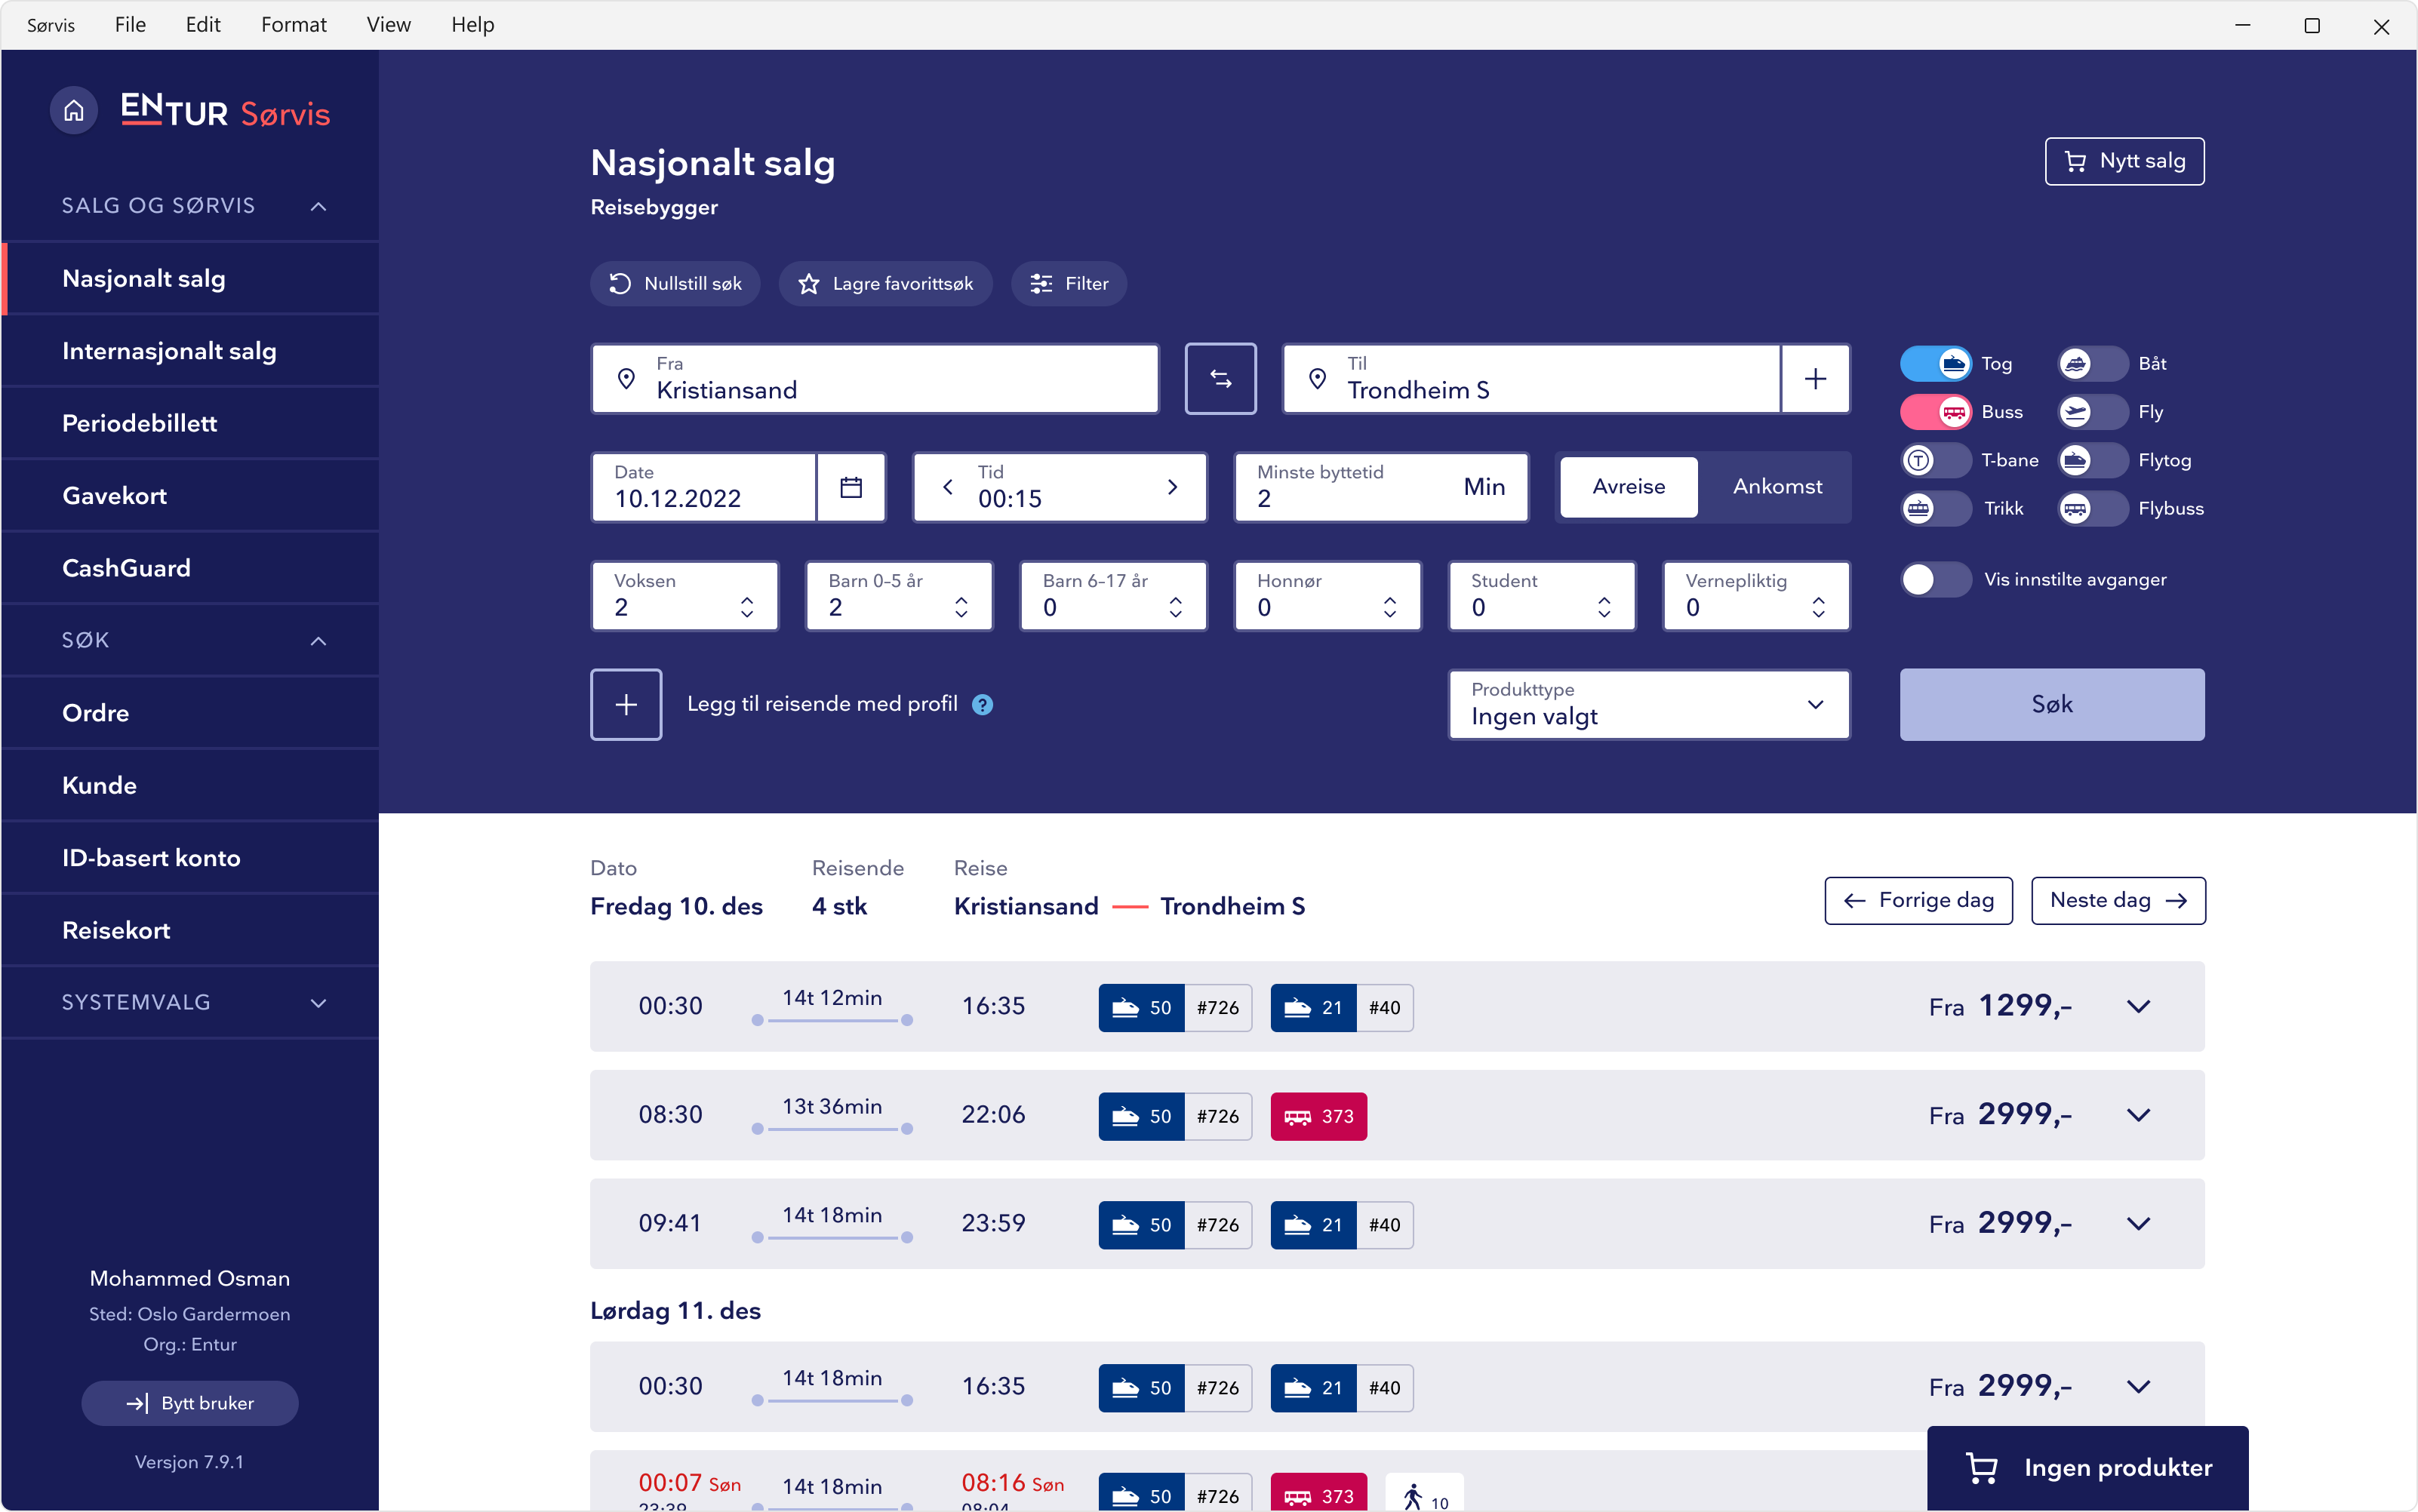 Sørvis File Edit Format View Help
ENTUR Sørvis
SALG OG SØRVIS
Nasjonalt salg
Internasjonalt salg
Periodebillett
Gavekort
CashGuard
SØK
Ordre
Kunde
ID-basert konto
Reisekort
SYSTEMVALG
Mohammed Osman
Sted: Oslo Gardermoen
Org.: Entur
Bytt bruker
Versjon 7.9.1
Nasjonalt salg
Nytt salg
Reisebygger
Nullstill søk Lagre favorittsøk Filter
Fra
Kristiansand
Til
Trondheim S
Tog Båt
Buss Fly
T T-bane Flytog
Trikk Flybuss
Date
10.12.2022
Tid
00:15
Minste byttetid
2 Min
Avreise Ankomst
Voksen
2
Barn 0–5 år
2
Barn 6–17 år
0
Honnør
0
Student
0
Vernepliktig
0
Vis innstilte avganger
Legg til reisende med profil ?
Produkttype
Ingen valgt
Søk
Dato Reisende Reise
Fredag 10. des 4 stk Kristiansand Trondheim S
Forrige dag Neste dag
00:30 14t 12min 16:35 50 #726 21 #40 Fra 1299,–
08:30 13t 36min 22:06 50 #726 373 Fra 2999,–
09:41 14t 18min 23:59 50 #726 21 #40 Fra 2999,–
Lørdag 11. des
00:30 14t 18min 16:35 50 #726 21 #40 Fra 2999,–
00:07 Søn 14t 18min 08:16 Søn 50 #726 373 10
23:39 08:04
Ingen produkter